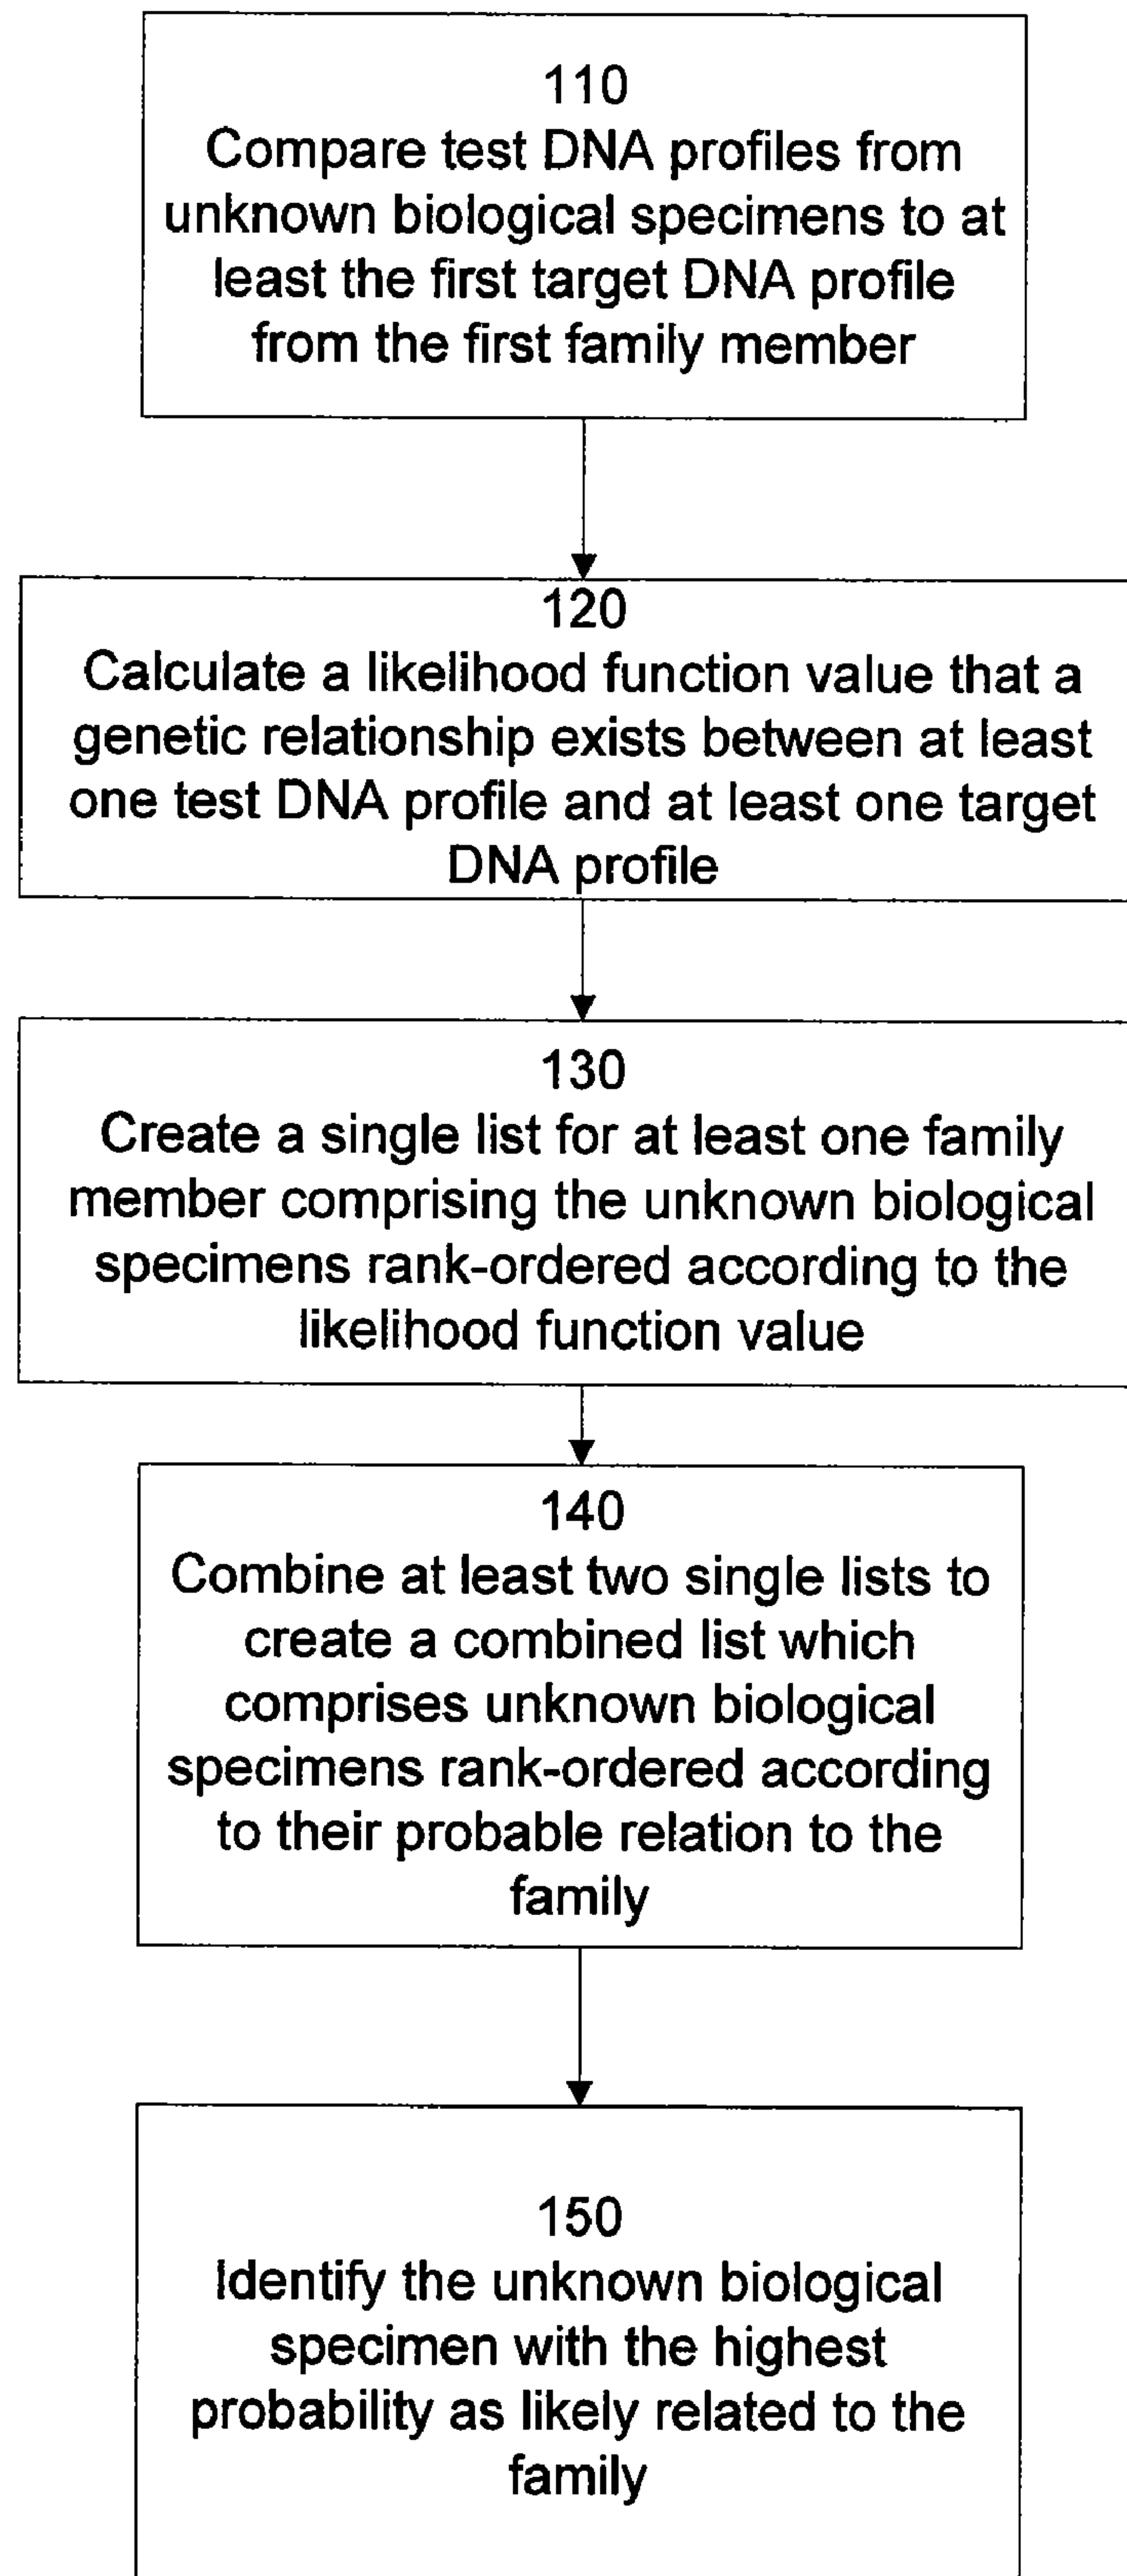 110
Compare test DNA profiles from
unknown biological specimens to at
least the first target DNA profile
from the first family member
120
Calculate a likelihood function value that a
genetic relationship exists between at least
one test DNA profile and at least one target
DNA profile
130
Create a single list for at least one family
member comprising the unknown biological
specimens rank-ordered according to the
likelihood function value
140
Combine at least two single lists to
create a combined list which
comprises unknown biological
specimens rank-ordered according
to their probable relation to the
family
150
Identify the unknown biological
specimen with the highest
probability as likely related to the
family